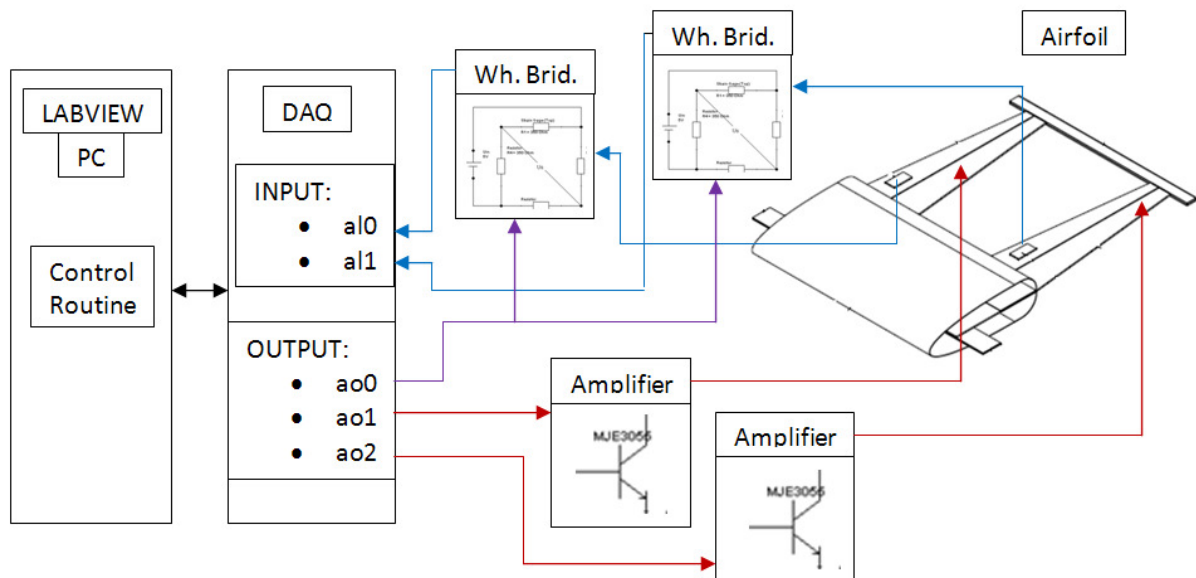 LABVIEW
PC
Control
Routine
DAQ
INPUT:
• al0
• al1
OUTPUT:
• ao0
• ao1
• ao2
Wh. Brid.
Wh. Brid.
Airfoil
Amplifier
MJE3055
Amplifier
MJE3055